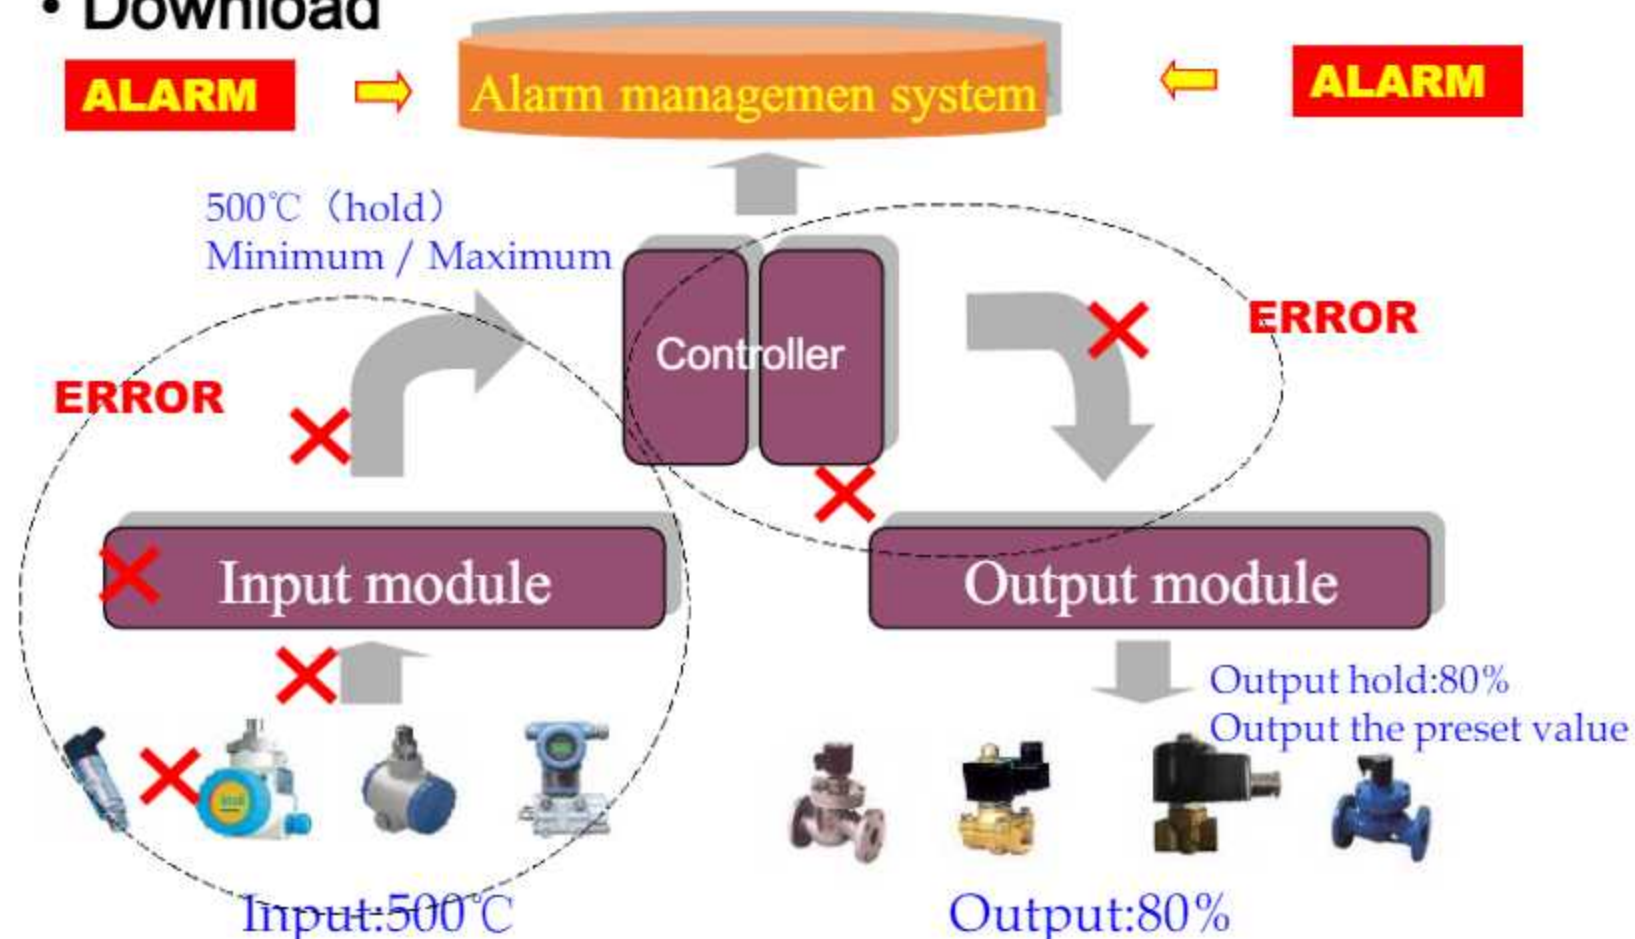 • Download
ALARM
Alarm managemen system
ALARM
500℃（hold）
Minimum / Maximum
Controller
ERROR
ERROR
Input module
Output module
Output hold:80%
Output the preset value
Input:500℃
Output:80%